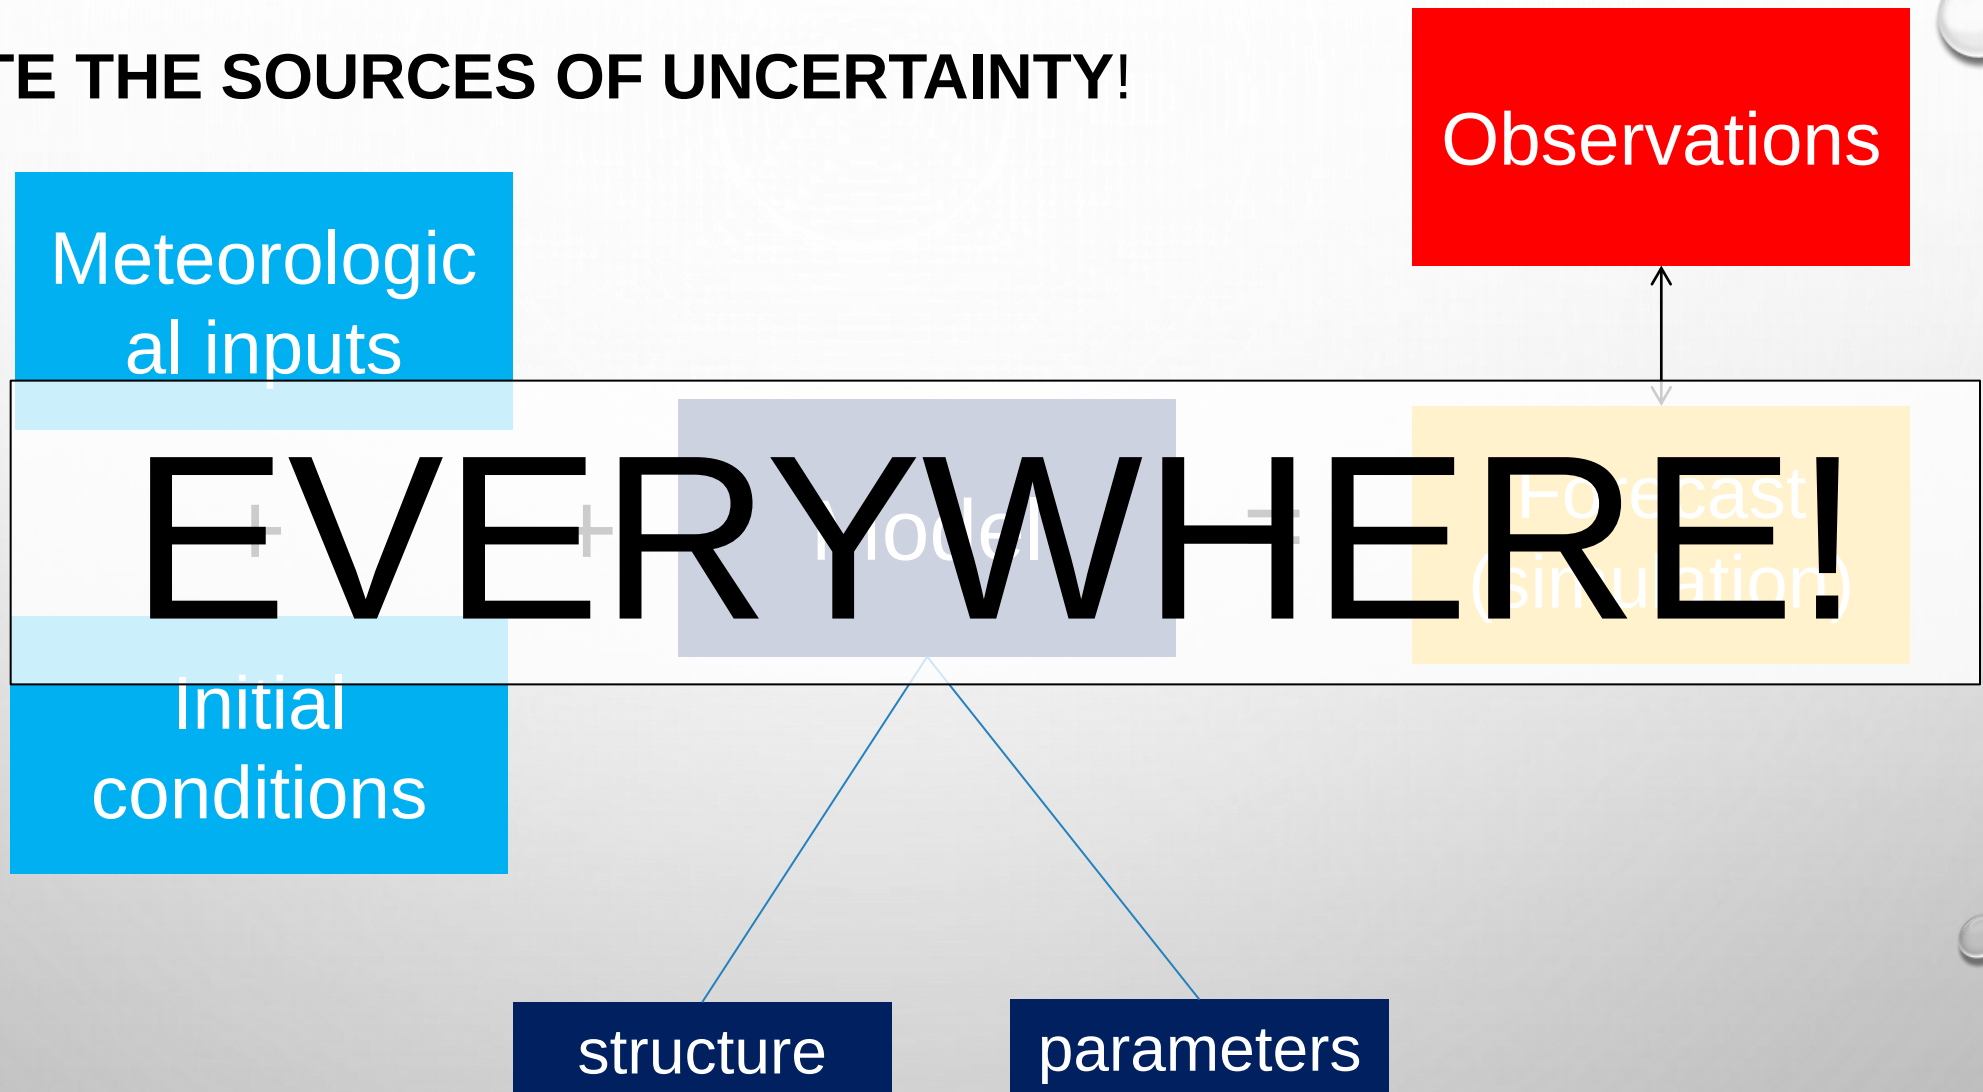 TE THE SOURCES OF UNCERTAINTY!
Observations
Meteorologic
al inputs
+
+
Model
=
Forecast
(simulation)
EVERYWHERE!
Initial
conditions
structure
parameters